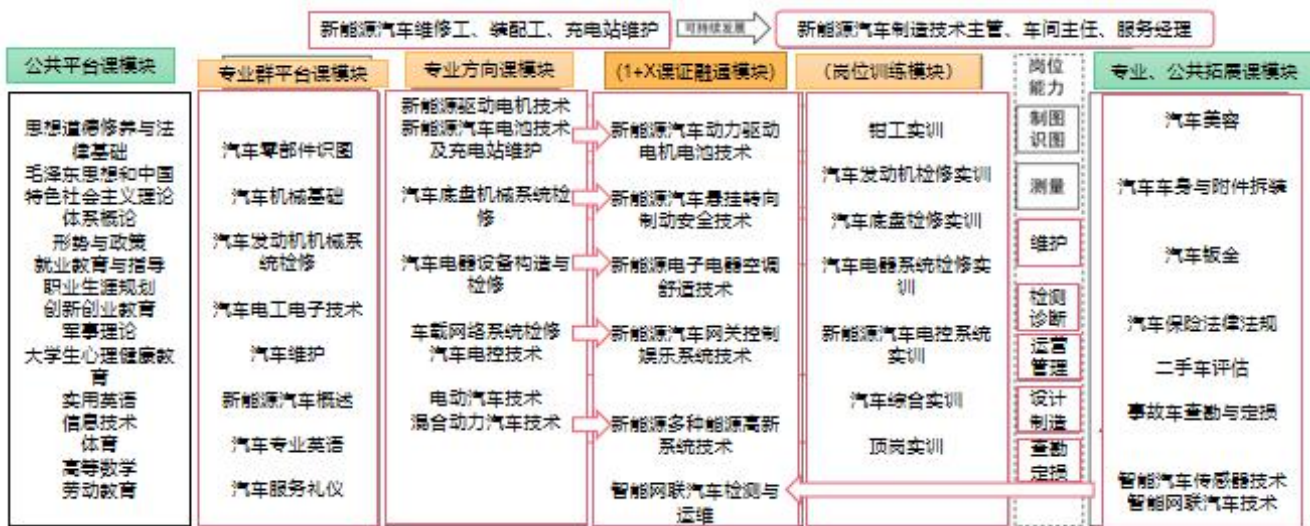 新能源汽车维修工、装配工、充电站维护
可持续发展
新能源汽车制造技术主管、车间主任、服务经理
公共平台课模块
思想道德修养与法
律基础
毛泽东思想和中国
特色社会主义理论
体系概论
形势与政策
就业教育与指导
职业生涯规划
创新创业教育
军事理论
大学生心理健康教
育
实用英语
信息技术
体育
高等数学
劳动教育
专业群平台课模块
汽车零部件识图
汽车机械基础
汽车发动机机械系
统检修
汽车电工电子技术
汽车维护
新能源汽车概述
汽车专业英语
汽车服务礼仪
专业方向课模块
新能源驱动电机技术
新能源汽车电池技术
及充电站维护
汽车底盘机械系统检
修
汽车电器设备构造与
检修
车载网络系统检修
汽车电控技术
电动汽车技术
混合动力汽车技术
(1+X课证融通模块)
新能源汽车动力驱动
电机电池技术
新能源汽车悬挂转向
制动安全技术
新能源电子电器空调
舒适技术
新能源汽车网关控制
娱乐系统技术
新能源多种能源高新
系统技术
智能网联汽车检测与
运维
(岗位训练模块)
钳工实训
汽车发动机检修实训
汽车底盘检修实训
汽车电器系统检修实
训
新能源汽车电控系统
实训
汽车综合实训
顶岗实训
岗位
能力
制图
识图
测量
维护
检测
诊断
运营
管理
设计
制造
查勘
定损
专业、公共拓展课模块
汽车美容
汽车车身与附件拆装
汽车钣金
汽车保险法律法规
二手车评估
事故车查勘与定损
智能汽车传感器技术
智能网联汽车技术